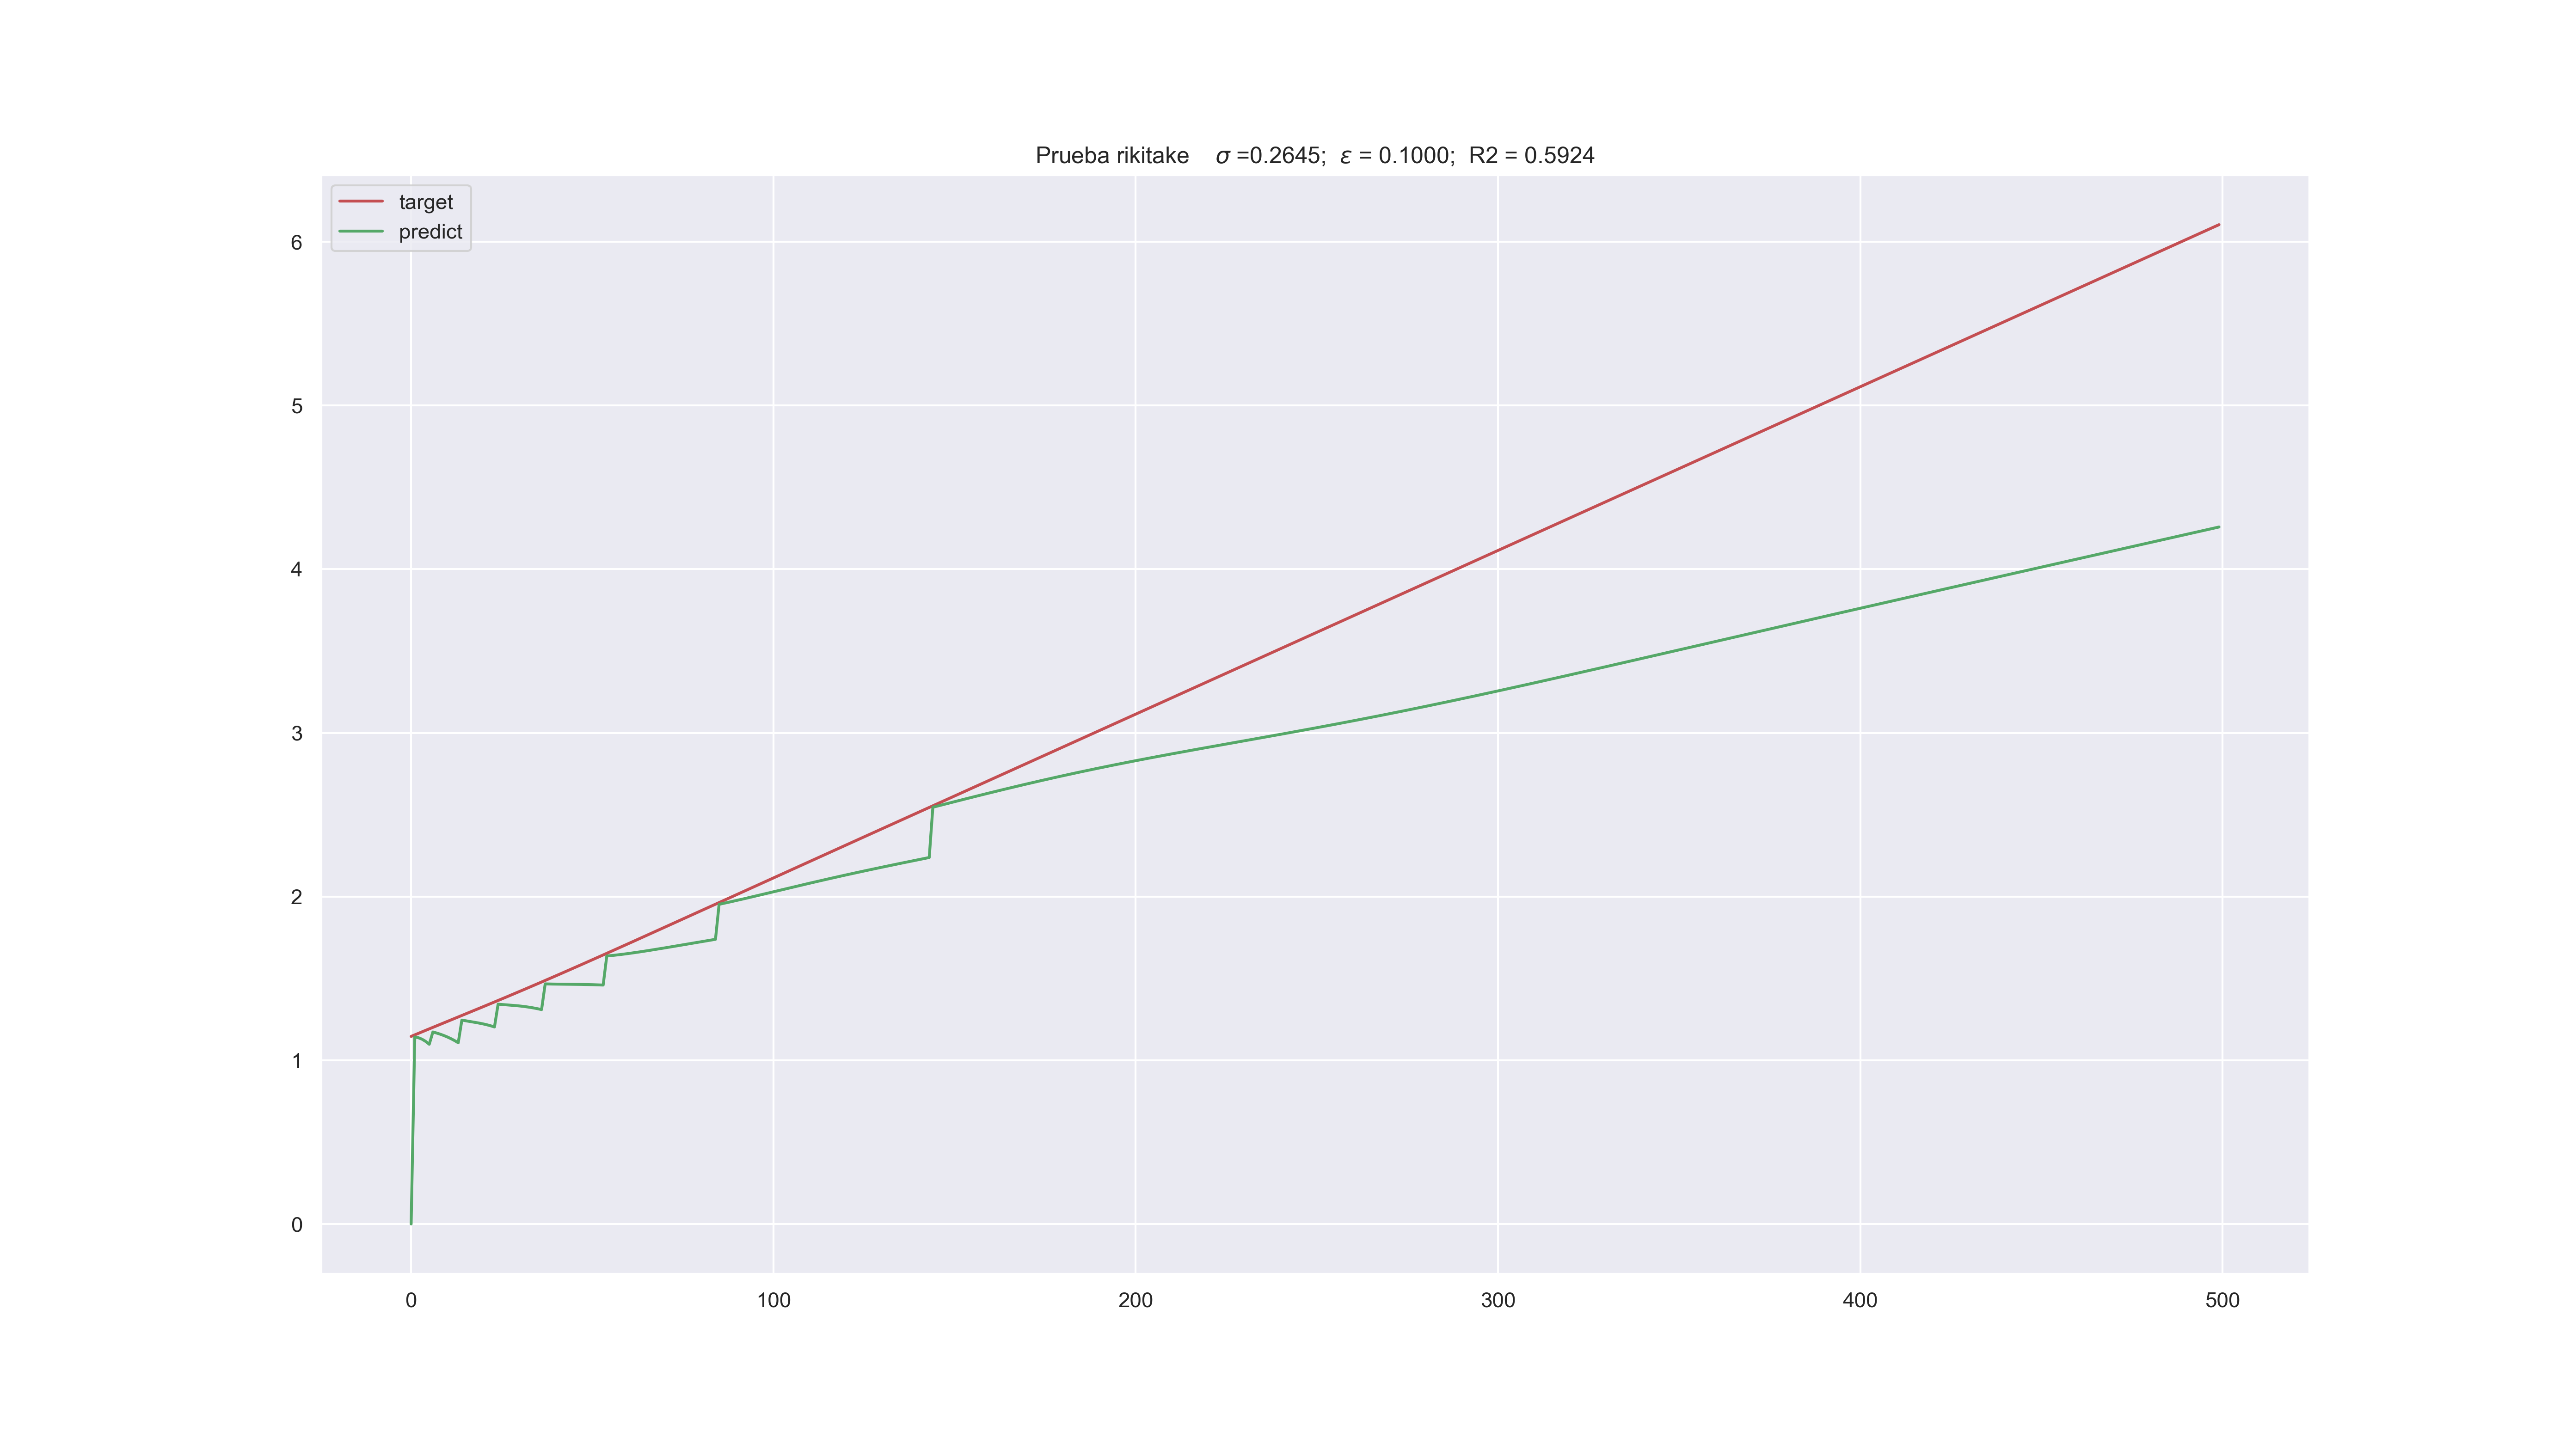 Prueba rikitake σ =0.2645; ε = 0.1000; R2 = 0.5924
target
predict
6
5
4
3
2
1
0
0 100 200 300 400 500